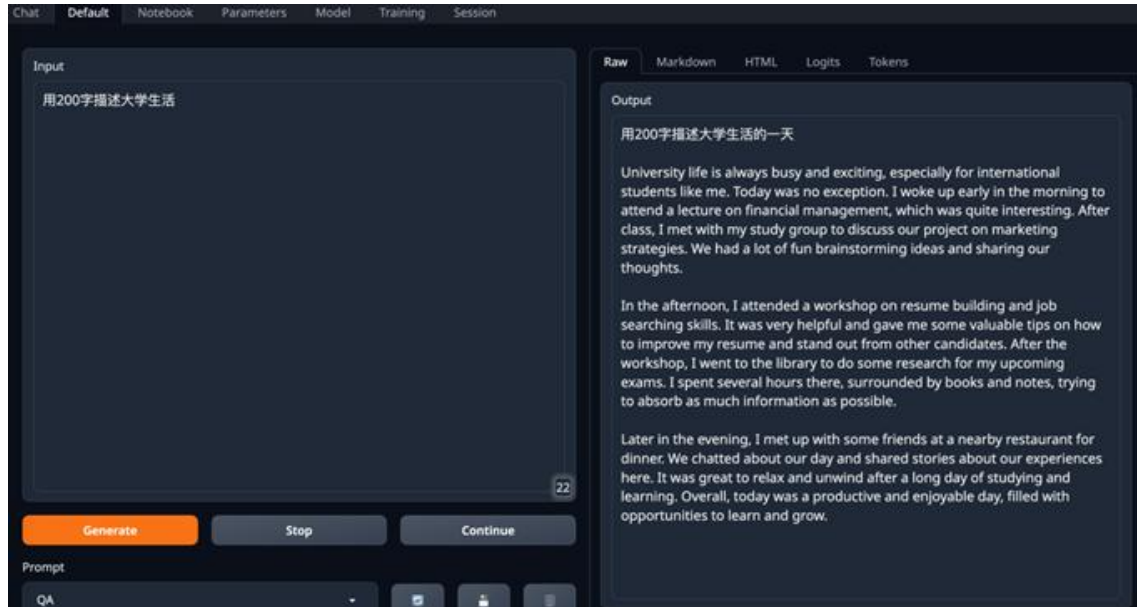 Chat Default Notebook Parameters Model Training Session
Input
用200字描述大学生活
22
Generate Stop Continue
Prompt
QA
Raw Markdown HTML Logits Tokens
Output
用200字描述大学生活的一天
University life is always busy and exciting, especially for international
students like me. Today was no exception. I woke up early in the morning to
attend a lecture on financial management, which was quite interesting. After
class, I met with my study group to discuss our project on marketing
strategies. We had a lot of fun brainstorming ideas and sharing our
thoughts.
In the afternoon, I attended a workshop on resume building and job
searching skills. It was very helpful and gave me some valuable tips on how
to improve my resume and stand out from other candidates. After the
workshop, I went to the library to do some research for my upcoming
exams. I spent several hours there, surrounded by books and notes, trying
to absorb as much information as possible.
Later in the evening, I met up with some friends at a nearby restaurant for
dinner. We chatted about our day and shared stories about our experiences
here. It was great to relax and unwind after a long day of studying and
learning. Overall, today was a productive and enjoyable day, filled with
opportunities to learn and grow.